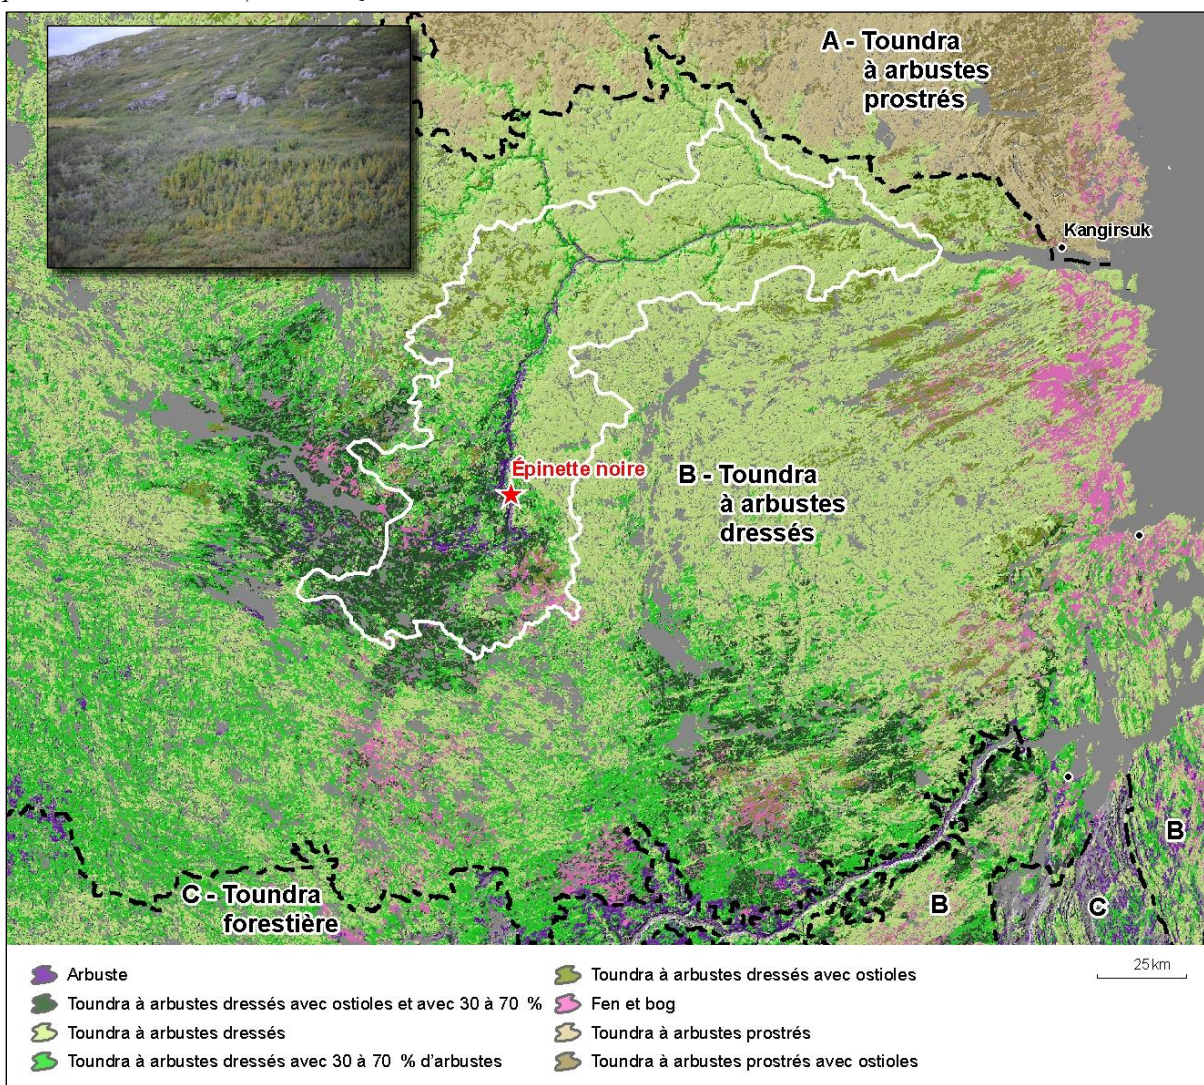 A - Toundra
à arbustes
prostrés
Kangirsuk
Épinette noire
B - Toundra
à arbustes
dressés
C - Toundra
forestière
B
C
B
25 km
Arbuste
Toundra à arbustes dressés avec ostioles et avec 30 à 70 %
Toundra à arbustes dressés
Toundra à arbustes dressés avec 30 à 70 % d'arbustes
Toundra à arbustes dressés avec ostioles
Fen et bog
Toundra à arbustes prostrés
Toundra à arbustes prostrés avec ostioles